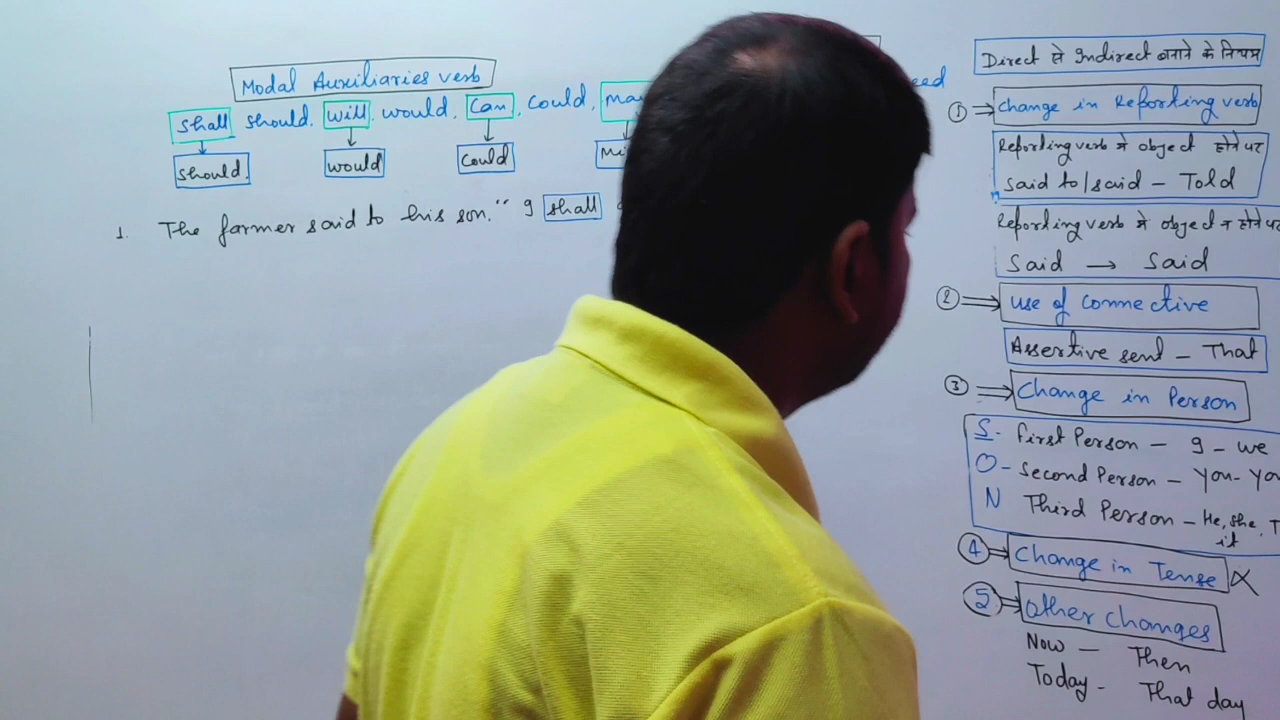 Modal Auxiliaries verb
shall should. will, would. Can, could, may
should. would could
1. The farmer said to his son. " I shall
Direct से Indirect बनाने के नियम
① Change in Reporting verb
Reporting verb मे object होने पर
Said to/said - Told
Reporting verb मे object न होने पर
Said → Said
② use of connective
Assertive sent - That
③ Change in Person
S - First Person - I - we
O - Second Person - You -
N Third Person - He, she,
it
④ Change in Tense X
⑤ other changes
Now - Then
Today - That day